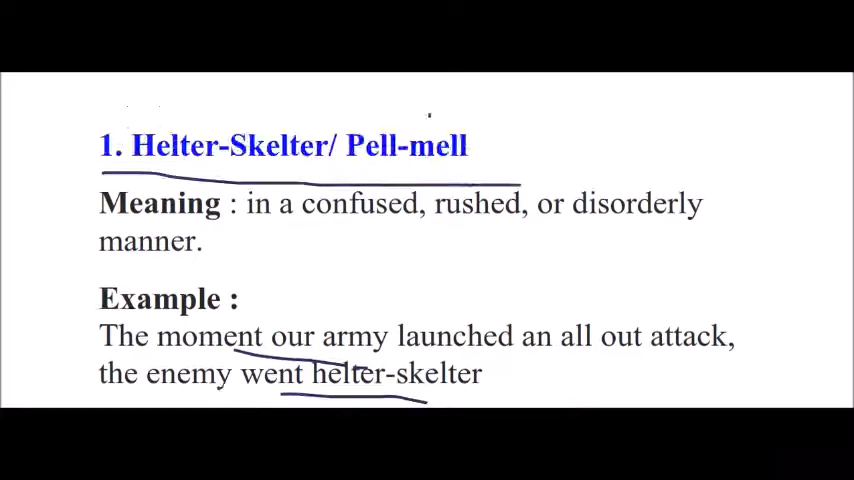 1. Helter-Skelter/ Pell-mell
Meaning : in a confused, rushed, or disorderly
manner.
Example :
The moment our army launched an all out attack,
the enemy went helter-skelter